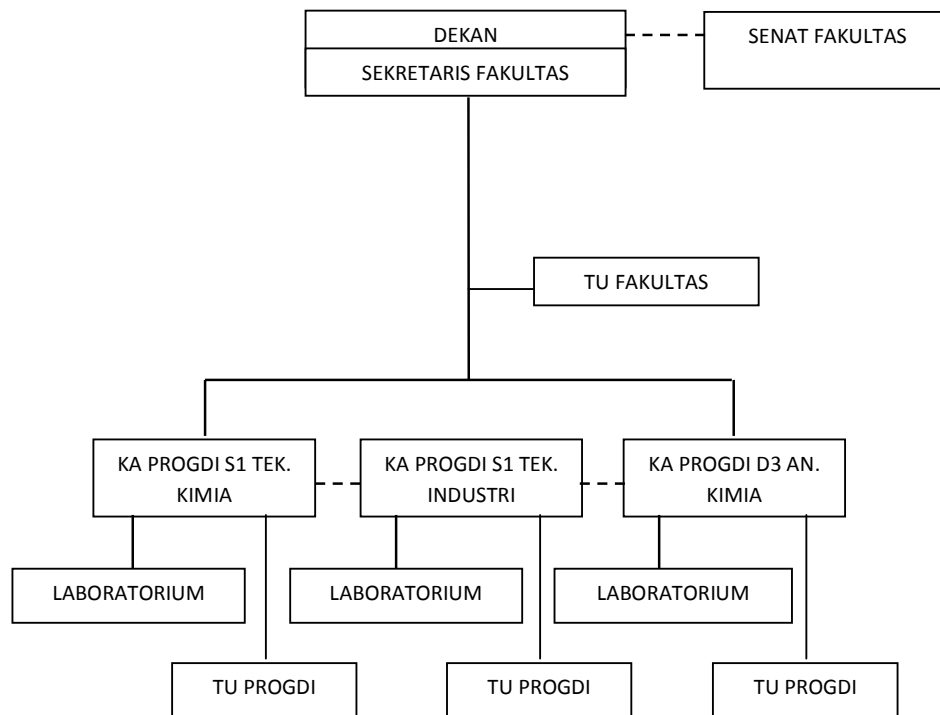 DEKAN
SENAT FAKULTAS
SEKRETARIS FAKULTAS
TU FAKULTAS
KA PROGDI S1 TEK.
KIMIA
KA PROGDI S1 TEK.
INDUSTRI
KA PROGDI D3 AN.
KIMIA
LABORATORIUM
LABORATORIUM
LABORATORIUM
TU PROGDI
TU PROGDI
TU PROGDI